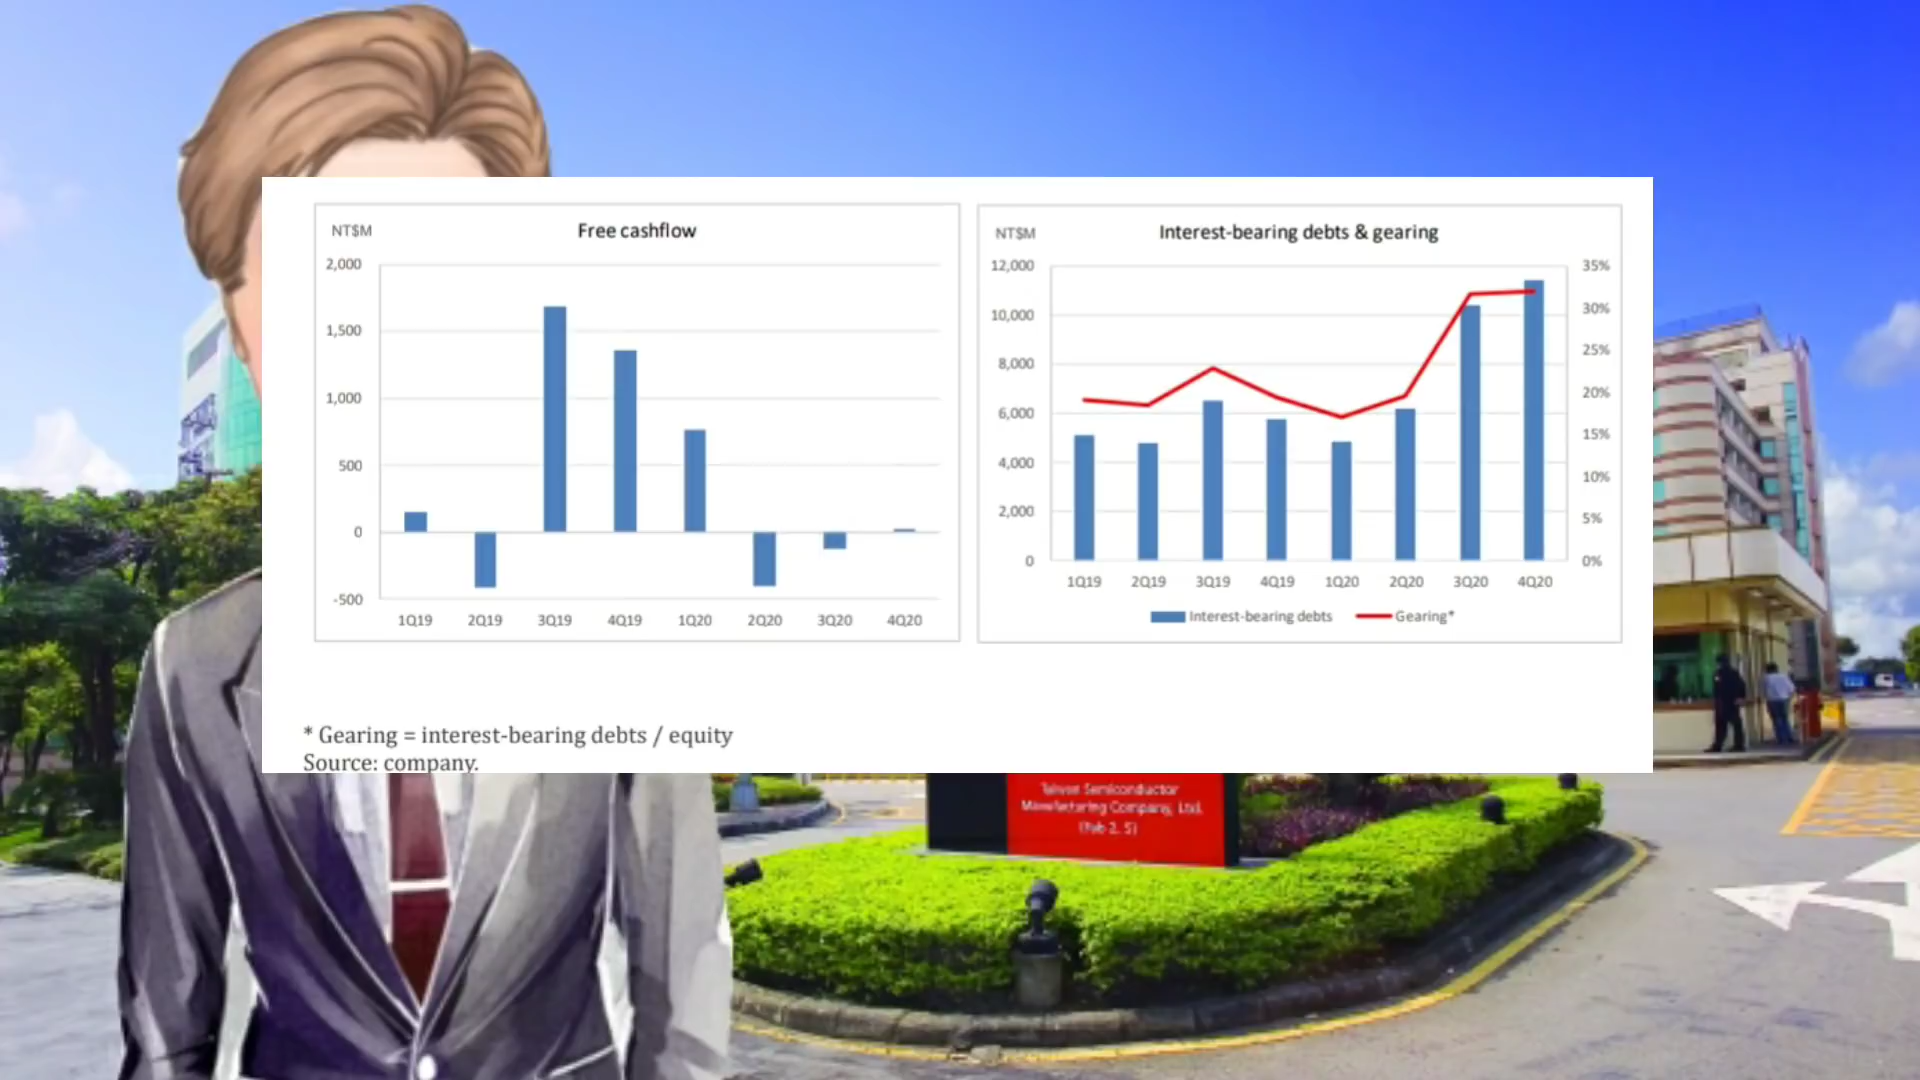 NT$M
Free cashflow
2,000
1,500
1,000
500
0
-500
1Q19 2Q19 3Q19 4Q19 1Q20 2Q20 3Q20 4Q20
NT$M
Interest-bearing debts & gearing
12,000
10,000
8,000
6,000
4,000
2,000
0
35%
30%
25%
20%
15%
10%
5%
0%
1Q19 2Q19 3Q19 4Q19 1Q20 2Q20 3Q20 4Q20
Interest-bearing debts Gearing*
* Gearing = interest-bearing debts / equity
Source: company.
Taiwan Semiconductor
Manufacturing Company, Ltd.
(Fab 2, 5)